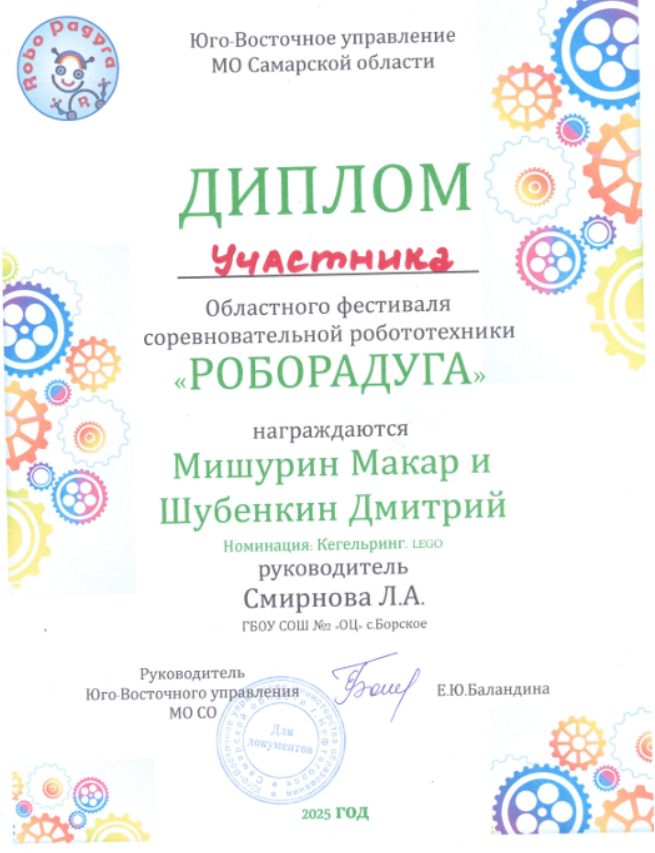 Robo Радуга
R
Юго-Восточное управление
МО Самарской области
ДИПЛОМ
Участника
Областного фестиваля
соревновательной робототехники
«РОБОРАДУГА»
награждаются
Мишурин Макар и
Шубенкин Дмитрий
Номинация: Кегельринг. LEGO
руководитель
Смирнова Л.А.
ГБОУ СОШ №2 «ОЦ» с.Борское
Руководитель
Юго-Восточного управления
МО СО
Е.Ю.Баландина
Для
документов
2025 год